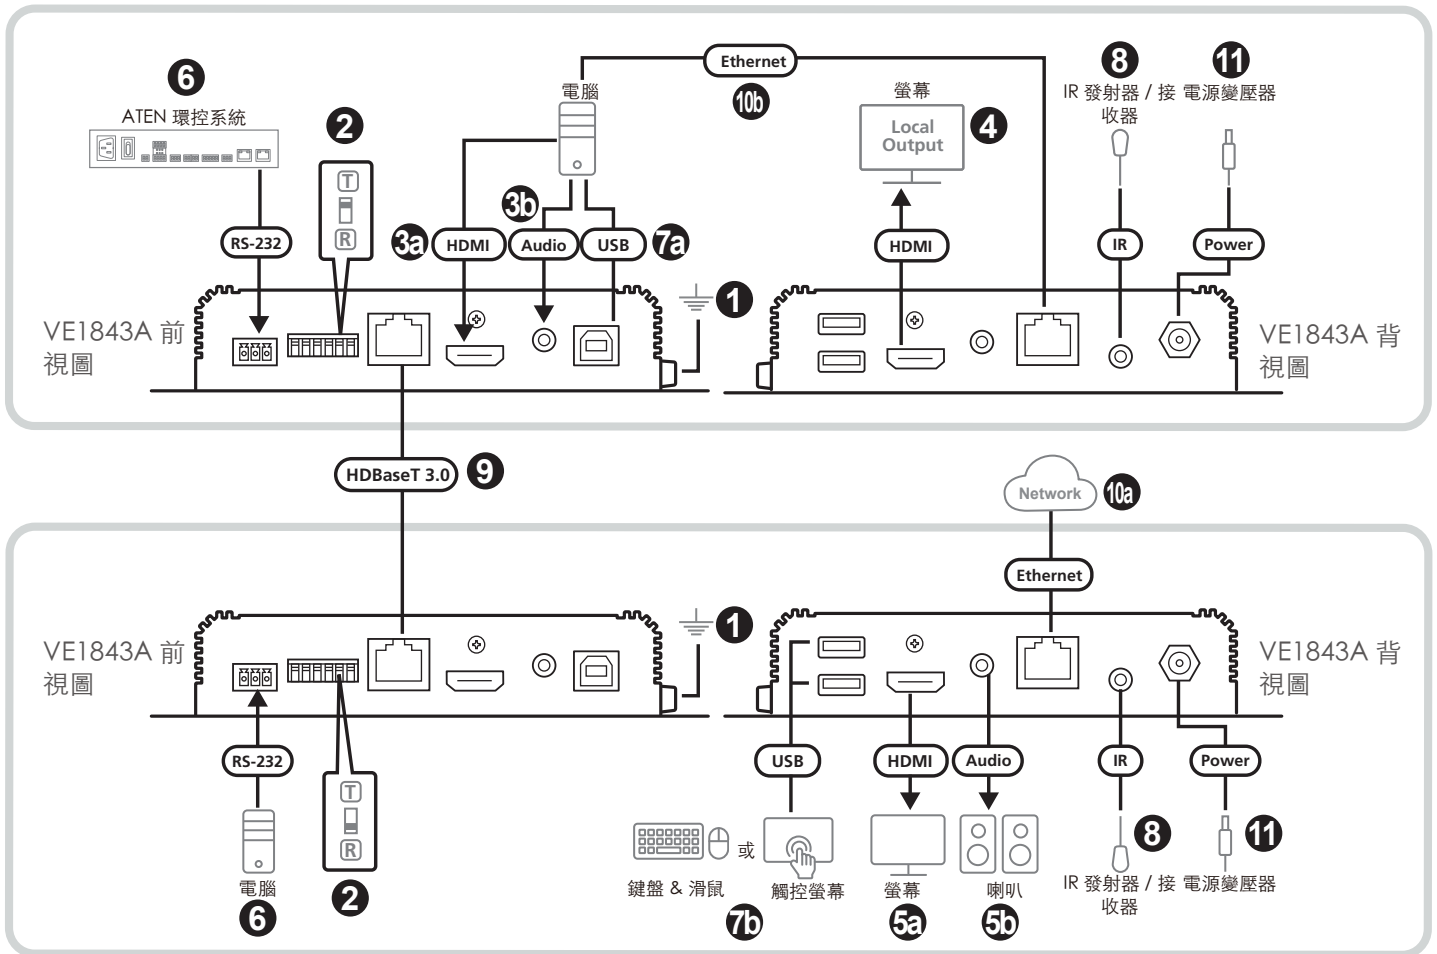 6
ATEN 環控系統
2
T
R
RS-232
電腦
Ethernet
10b
3b
3a
HDMI
Audio
USB
7a
螢幕
Local
Output
4
HDMI
8
IR 發射器 / 接
收器
IR
11
電源變壓器
Power
1
VE1843A 前
視圖
VE1843A 背
視圖
HDBaseT 3.0
9
Network
10a
Ethernet
1
VE1843A 前
視圖
VE1843A 背
視圖
RS-232
電腦
6
T
R
2
USB
HDMI
Audio
IR
Power
或
鍵盤 & 滑鼠
觸控螢幕
7b
螢幕
5a
喇叭
5b
8
IR 發射器 / 接
收器
11
電源變壓器